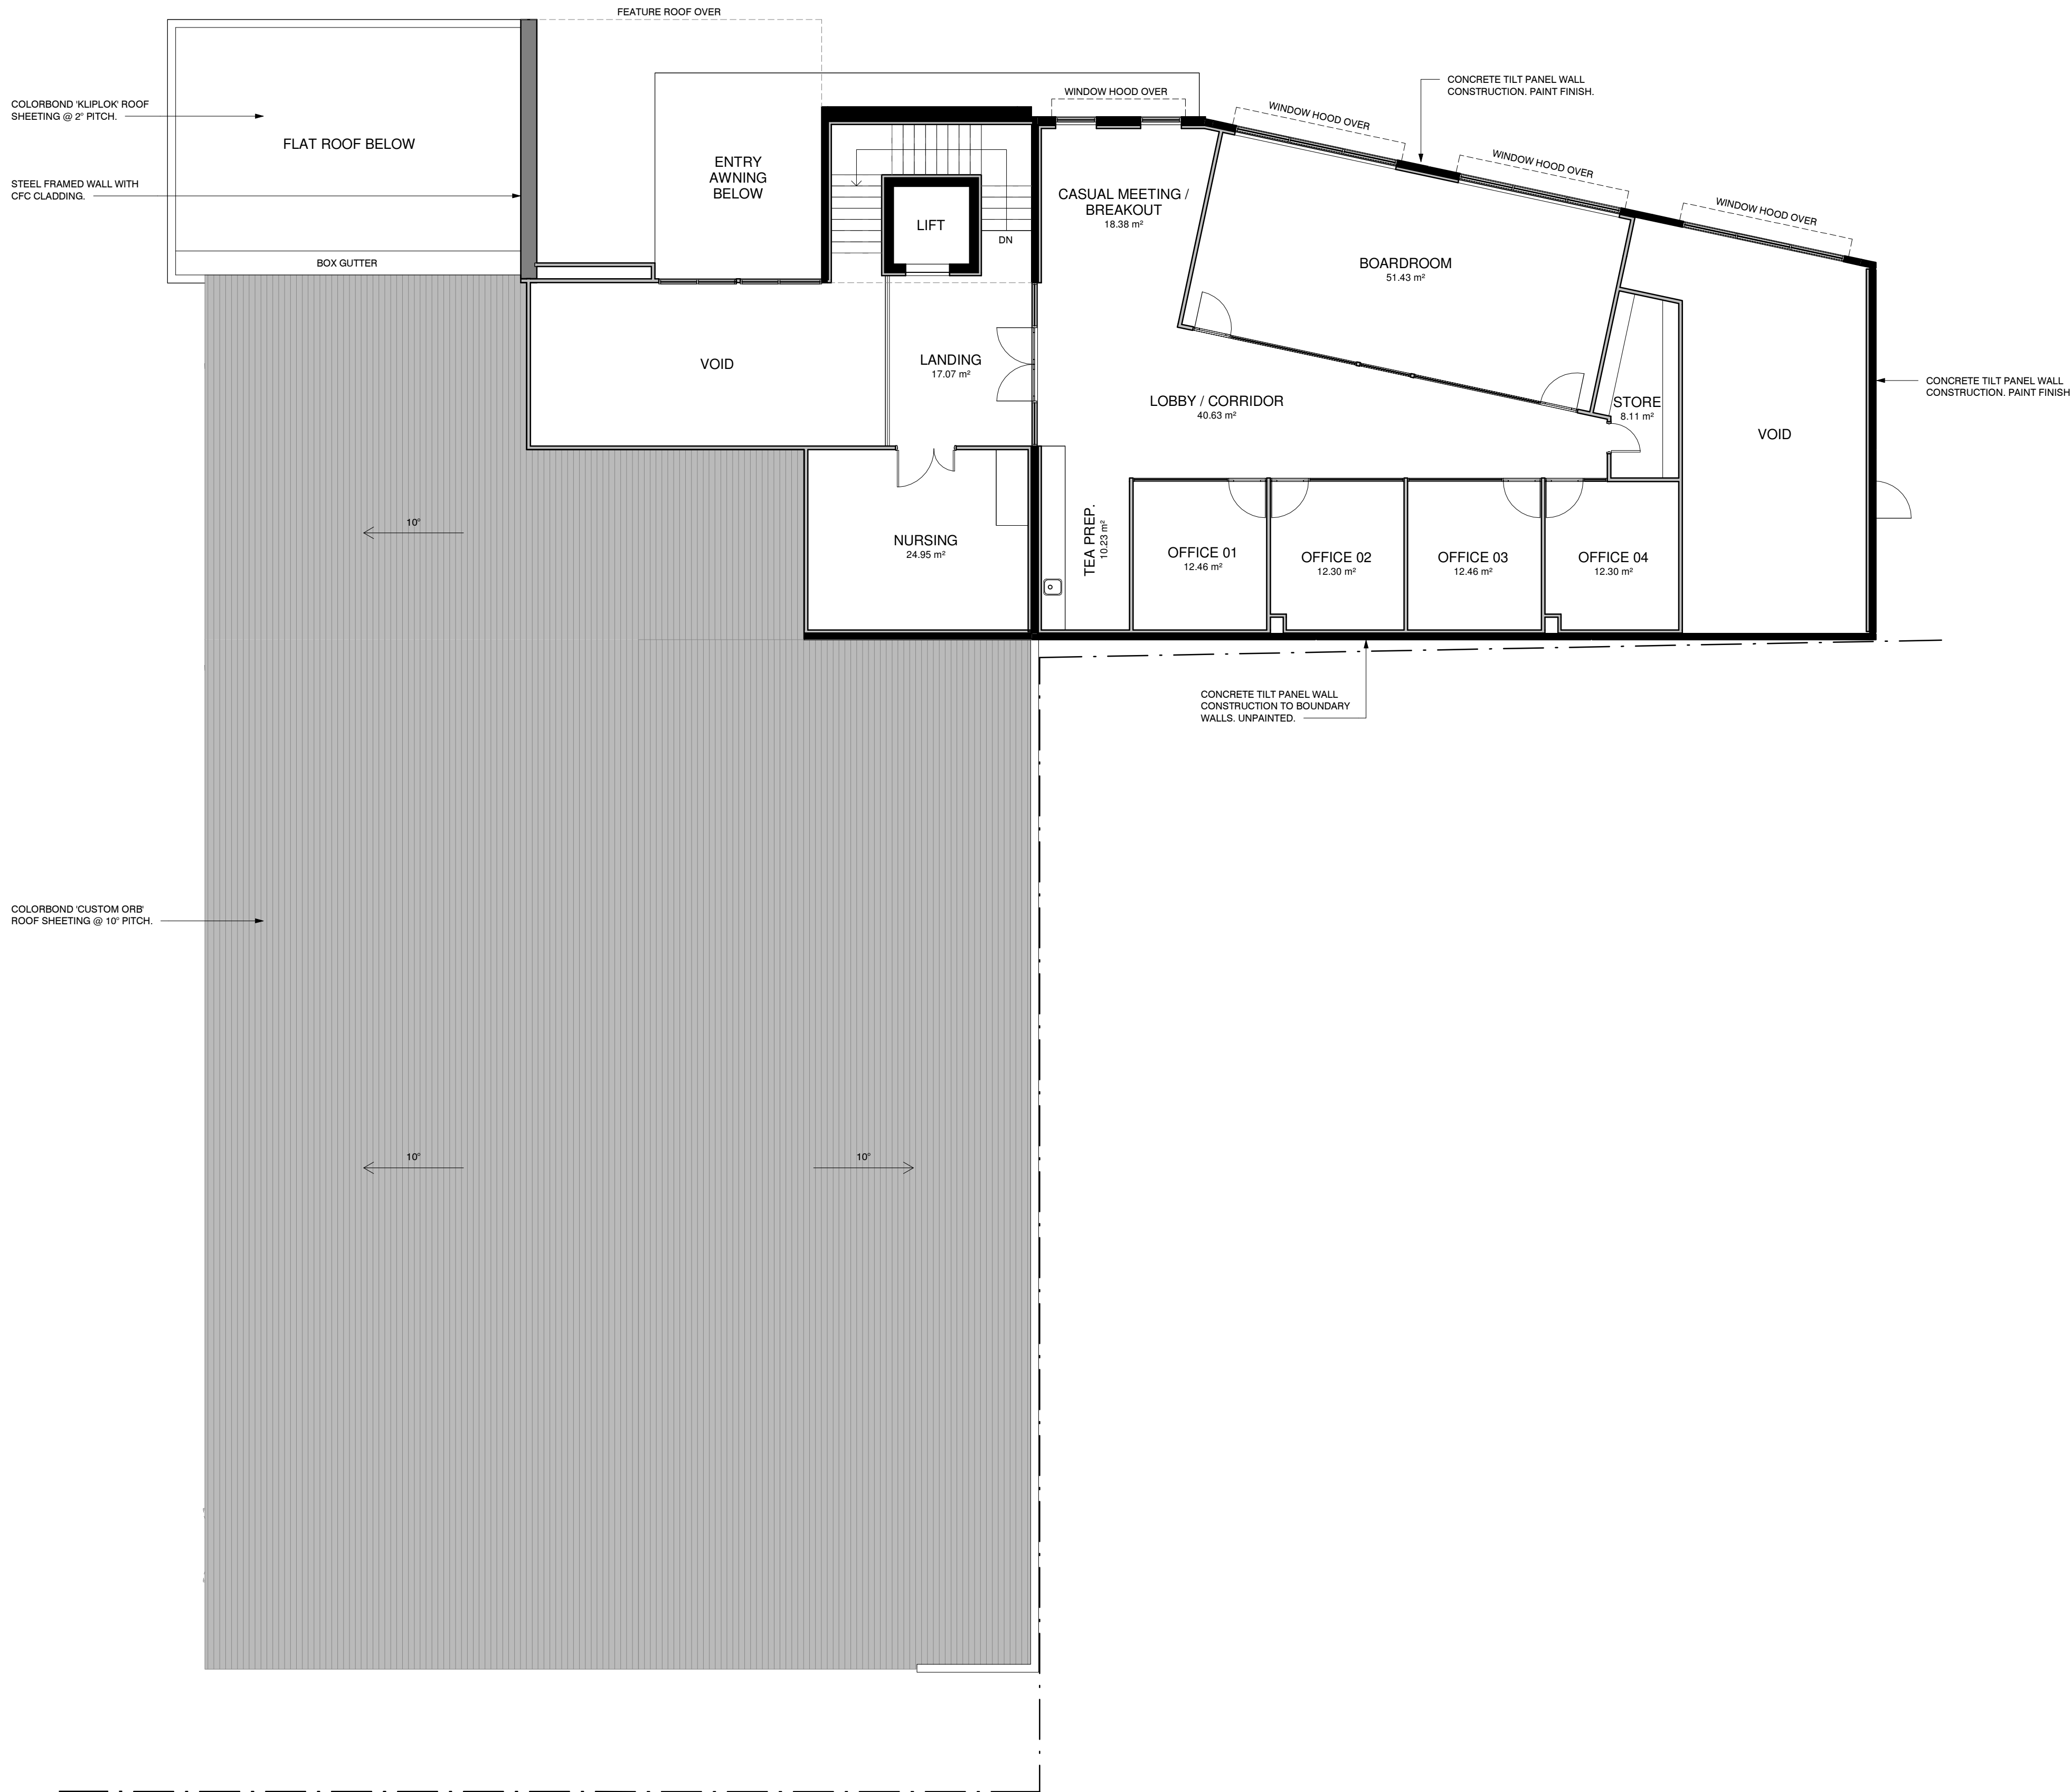 FEATURE ROOF OVER
COLORBOND 'KLIPLOK' ROOF
SHEETING @ 2° PITCH.
FLAT ROOF BELOW
STEEL FRAMED WALL WITH
CFC CLADDING.
BOX GUTTER
ENTRY
AWNING
BELOW
LIFT
DN
WINDOW HOOD OVER
CASUAL MEETING /
BREAKOUT
18.38 m²
WINDOW HOOD OVER
CONCRETE TILT PANEL WALL
CONSTRUCTION. PAINT FINISH.
WINDOW HOOD OVER
WINDOW HOOD OVER
BOARDROOM
51.43 m²
VOID
LANDING
17.07 m²
LOBBY / CORRIDOR
40.63 m²
STORE
8.11 m²
VOID
CONCRETE TILT PANEL WALL
CONSTRUCTION. PAINT FINISH
10°
NURSING
24.95 m²
TEA PREP.
10.23 m²
OFFICE 01
12.46 m²
OFFICE 02
12.30 m²
OFFICE 03
12.46 m²
OFFICE 04
12.30 m²
CONCRETE TILT PANEL WALL
CONSTRUCTION TO BOUNDARY
WALLS. UNPAINTED.
COLORBOND 'CUSTOM ORB'
ROOF SHEETING @ 10° PITCH.
10°
10°